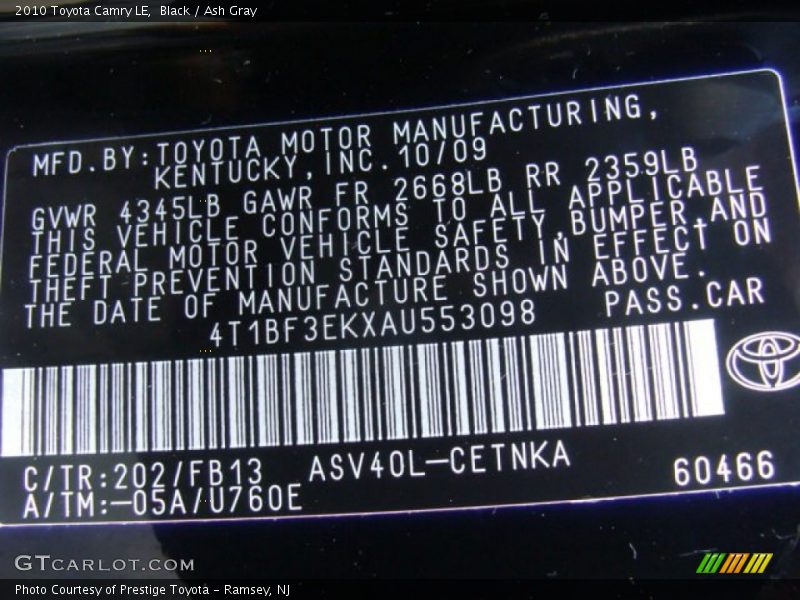 2010 Toyota Camry LE, Black / Ash Gray
MFD.BY:TOYOTA MOTOR MANUFACTURING,
KENTUCKY,INC.10/09
GVWR 4345LB GAWR FR 2668LB RR 2359LB
THIS VEHICLE CONFORMS TO ALL APPLICABLE
FEDERAL MOTOR VEHICLE SAFETY,BUMPER,AND
THEFT PREVENTION STANDARDS IN EFFECT ON
THE DATE OF MANUFACTURE SHOWN ABOVE.
4T1BF3EKXAU553098 PASS.CAR
C/TR:202/FB13 ASV40L-CETNKA 60466
A/TM:-05A/U760E
GTCARLOT.COM
Photo Courtesy of Prestige Toyota - Ramsey, NJ